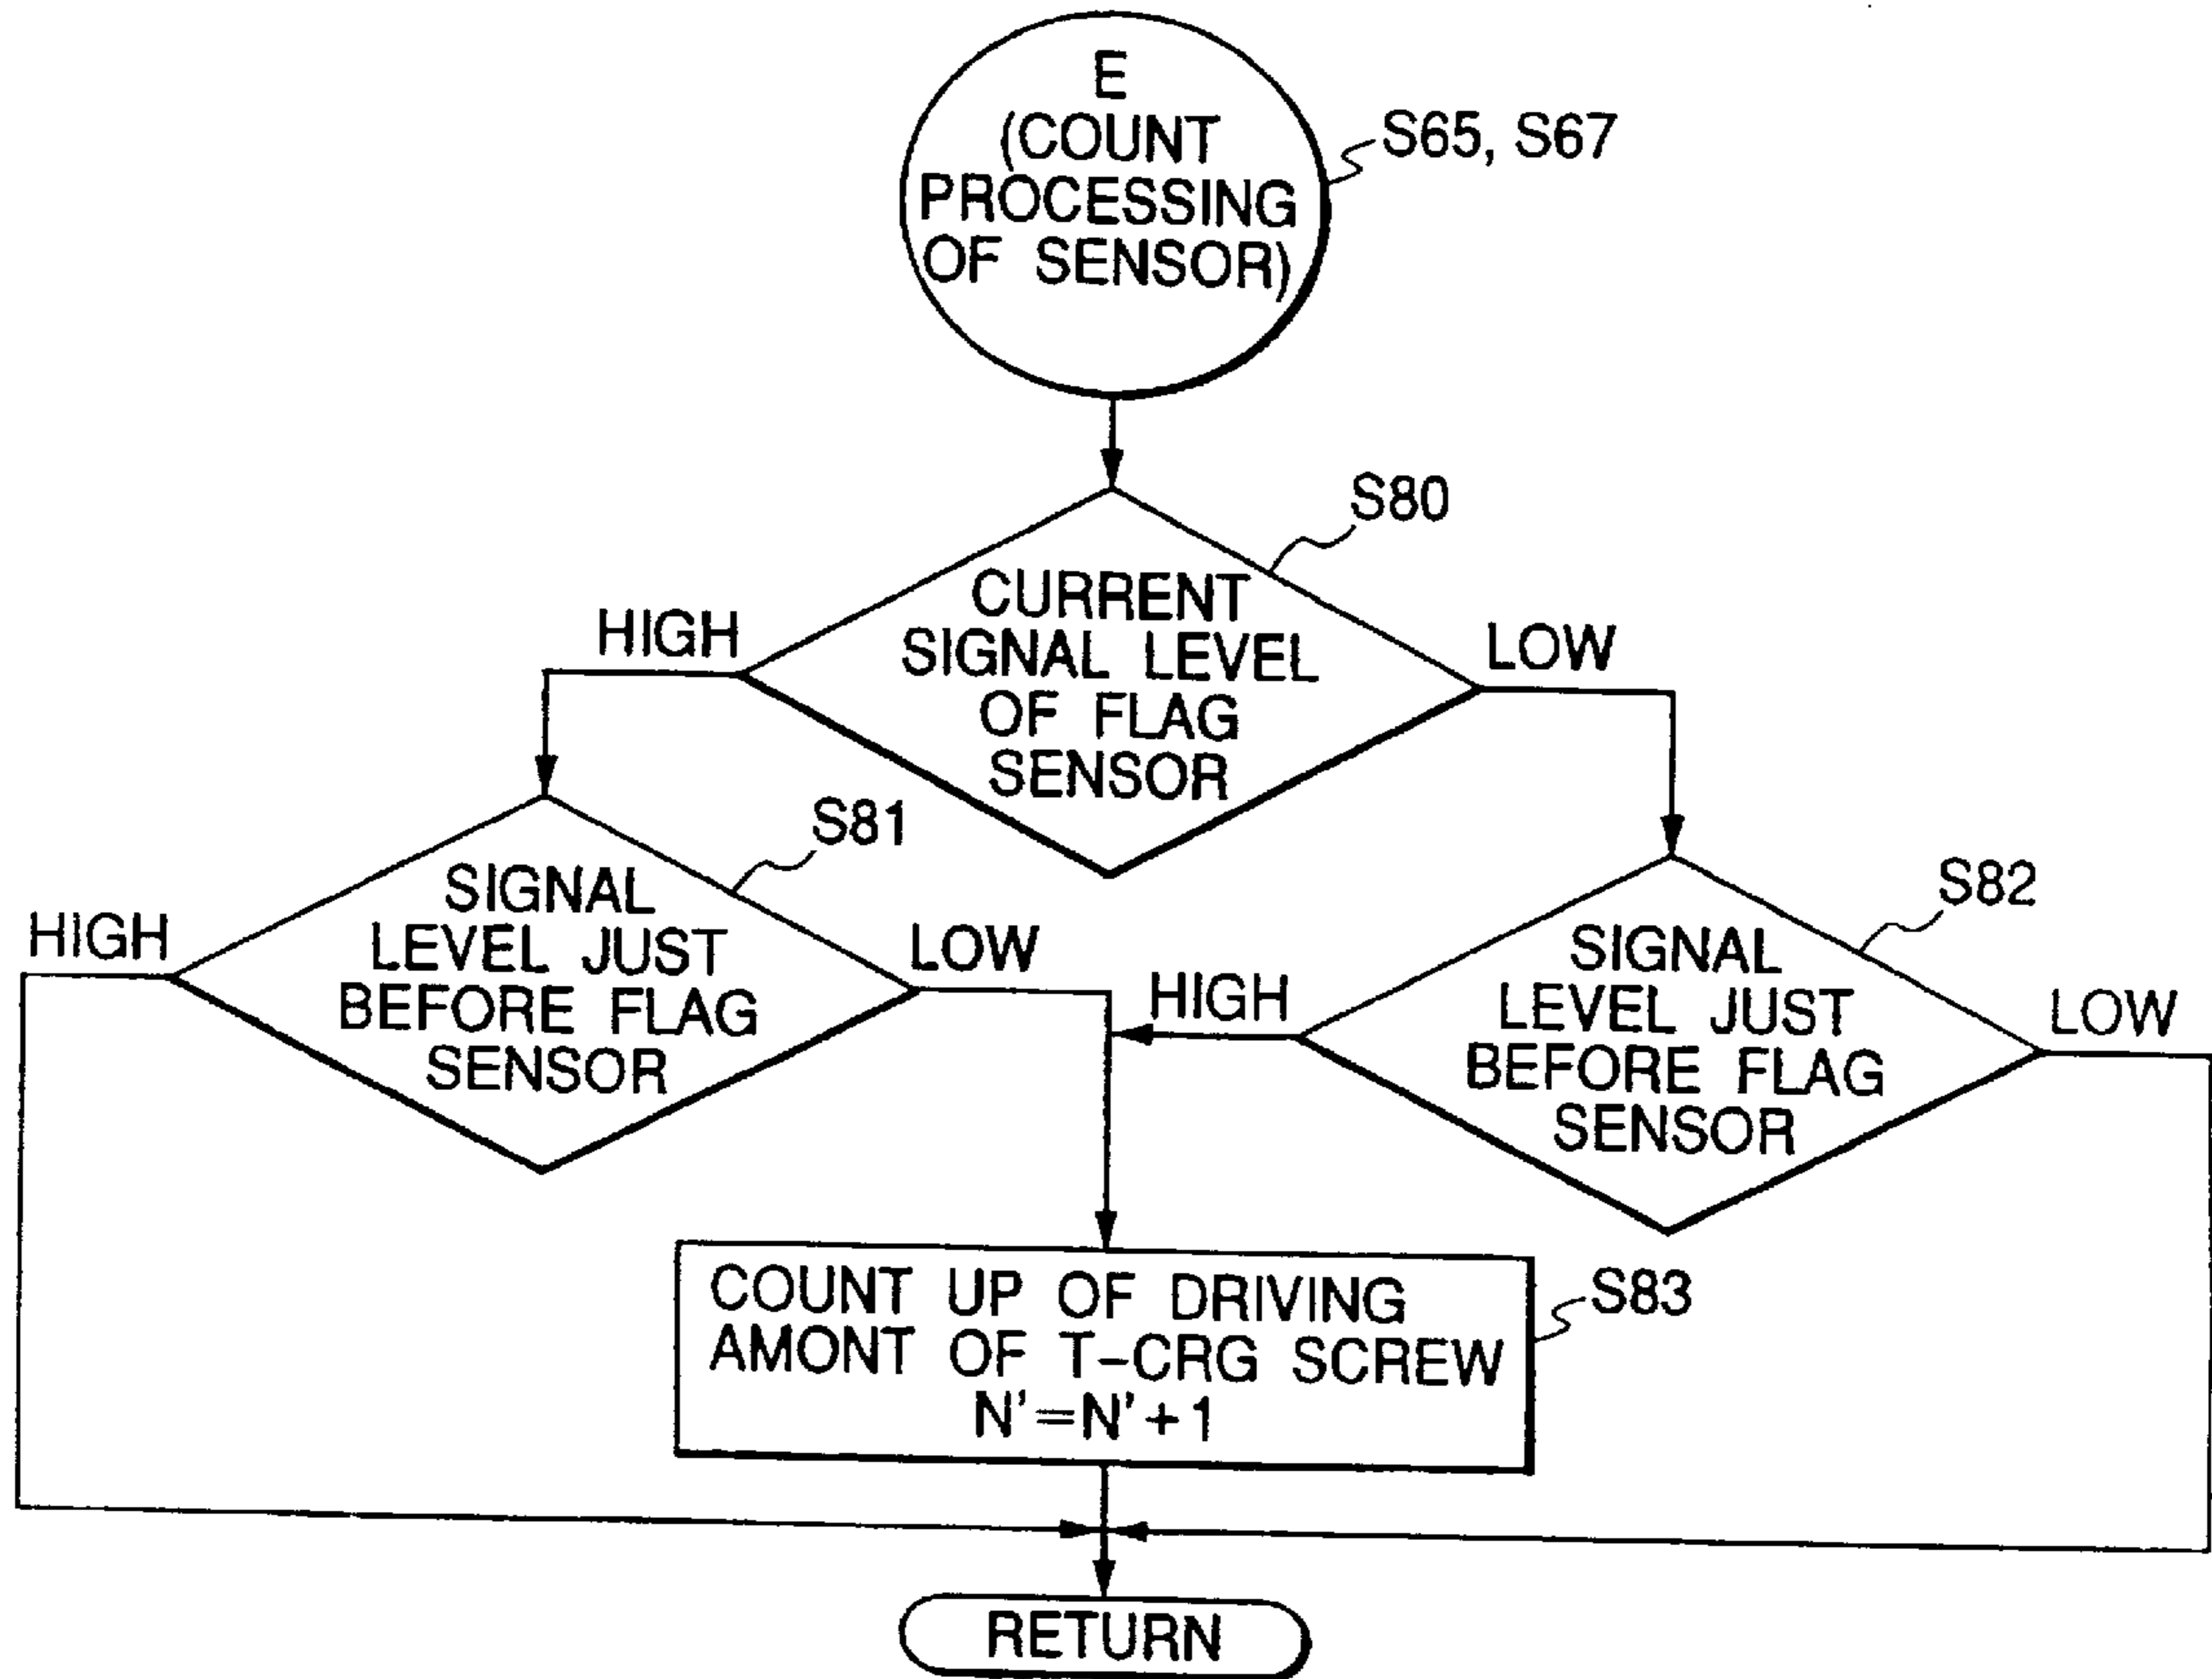 E
(COUNT
PROCESSING
OF SENSOR)
S65, S67
S80
CURRENT
SIGNAL LEVEL
OF FLAG
SENSOR
HIGH
LOW
S81
SIGNAL
LEVEL JUST
BEFORE FLAG
SENSOR
HIGH
LOW
S82
SIGNAL
LEVEL JUST
BEFORE FLAG
SENSOR
HIGH
LOW
COUNT UP OF DRIVING
AMONT OF T-CRG SCREW
N'=N'+1
S83
RETURN